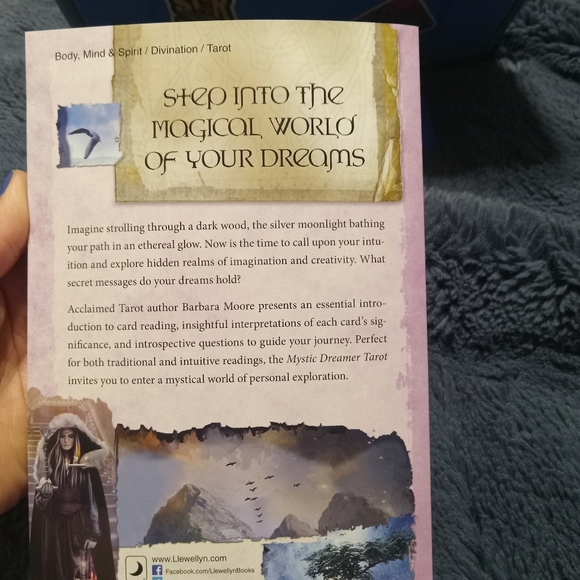 Body, Mind & Spirit / Divination / Tarot
Step into the
Magical World
of Your Dreams
Imagine strolling through a dark wood, the silver moonlight bathing
your path in an ethereal glow. Now is the time to call upon your intu-
ition and explore hidden realms of imagination and creativity. What
secret messages do your dreams hold?
Acclaimed Tarot author Barbara Moore presents an essential intro-
duction to card reading, insightful interpretations of each card's sig-
nificance, and introspective questions to guide your journey. Perfect
for both traditional and intuitive readings, the Mystic Dreamer Tarot
invites you to enter a mystical world of personal exploration.
www.Llewellyn.com
Facebook.com/LlewellynBooks